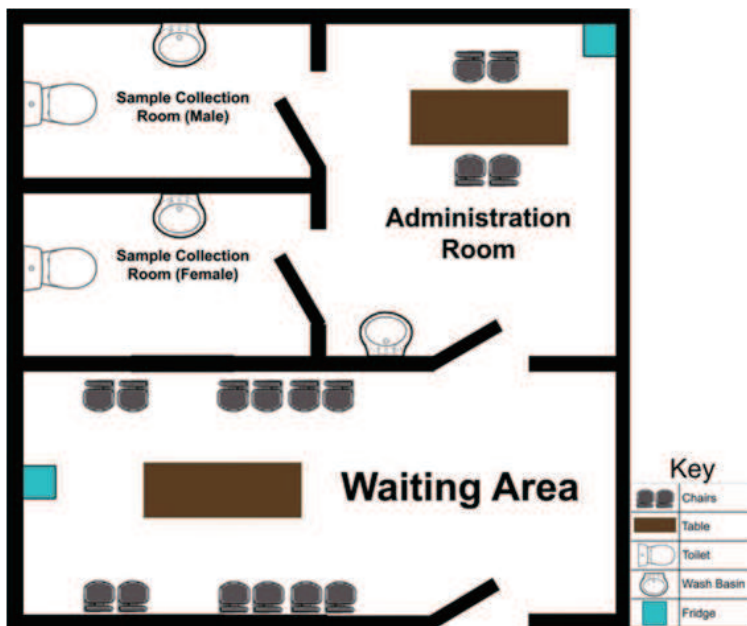 Sample Collection
Room (Male)
Sample Collection
Room (Female)
Administration
Room
Waiting Area
Key
Chairs
Table
Toilet
Wash Basin
Fridge